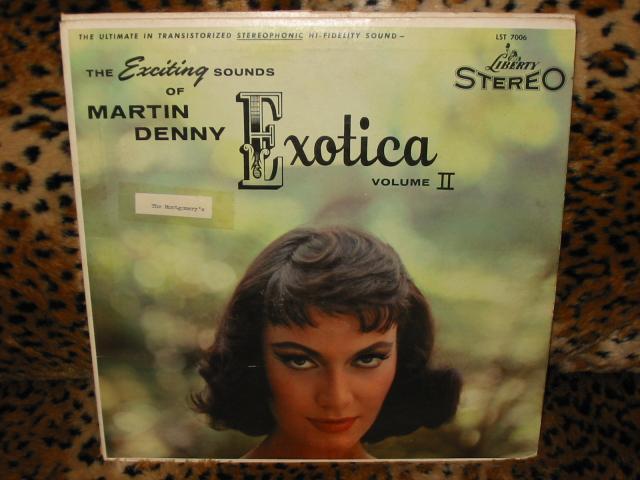 THE ULTIMATE IN TRANSISTORIZED STEREOPHONIC HI-FIDELITY SOUND—
LST 7006
Liberty
STEREO
THE Exciting SOUNDS
OF
MARTIN
DENNY
Exotica
VOLUME II
The Montgomery's